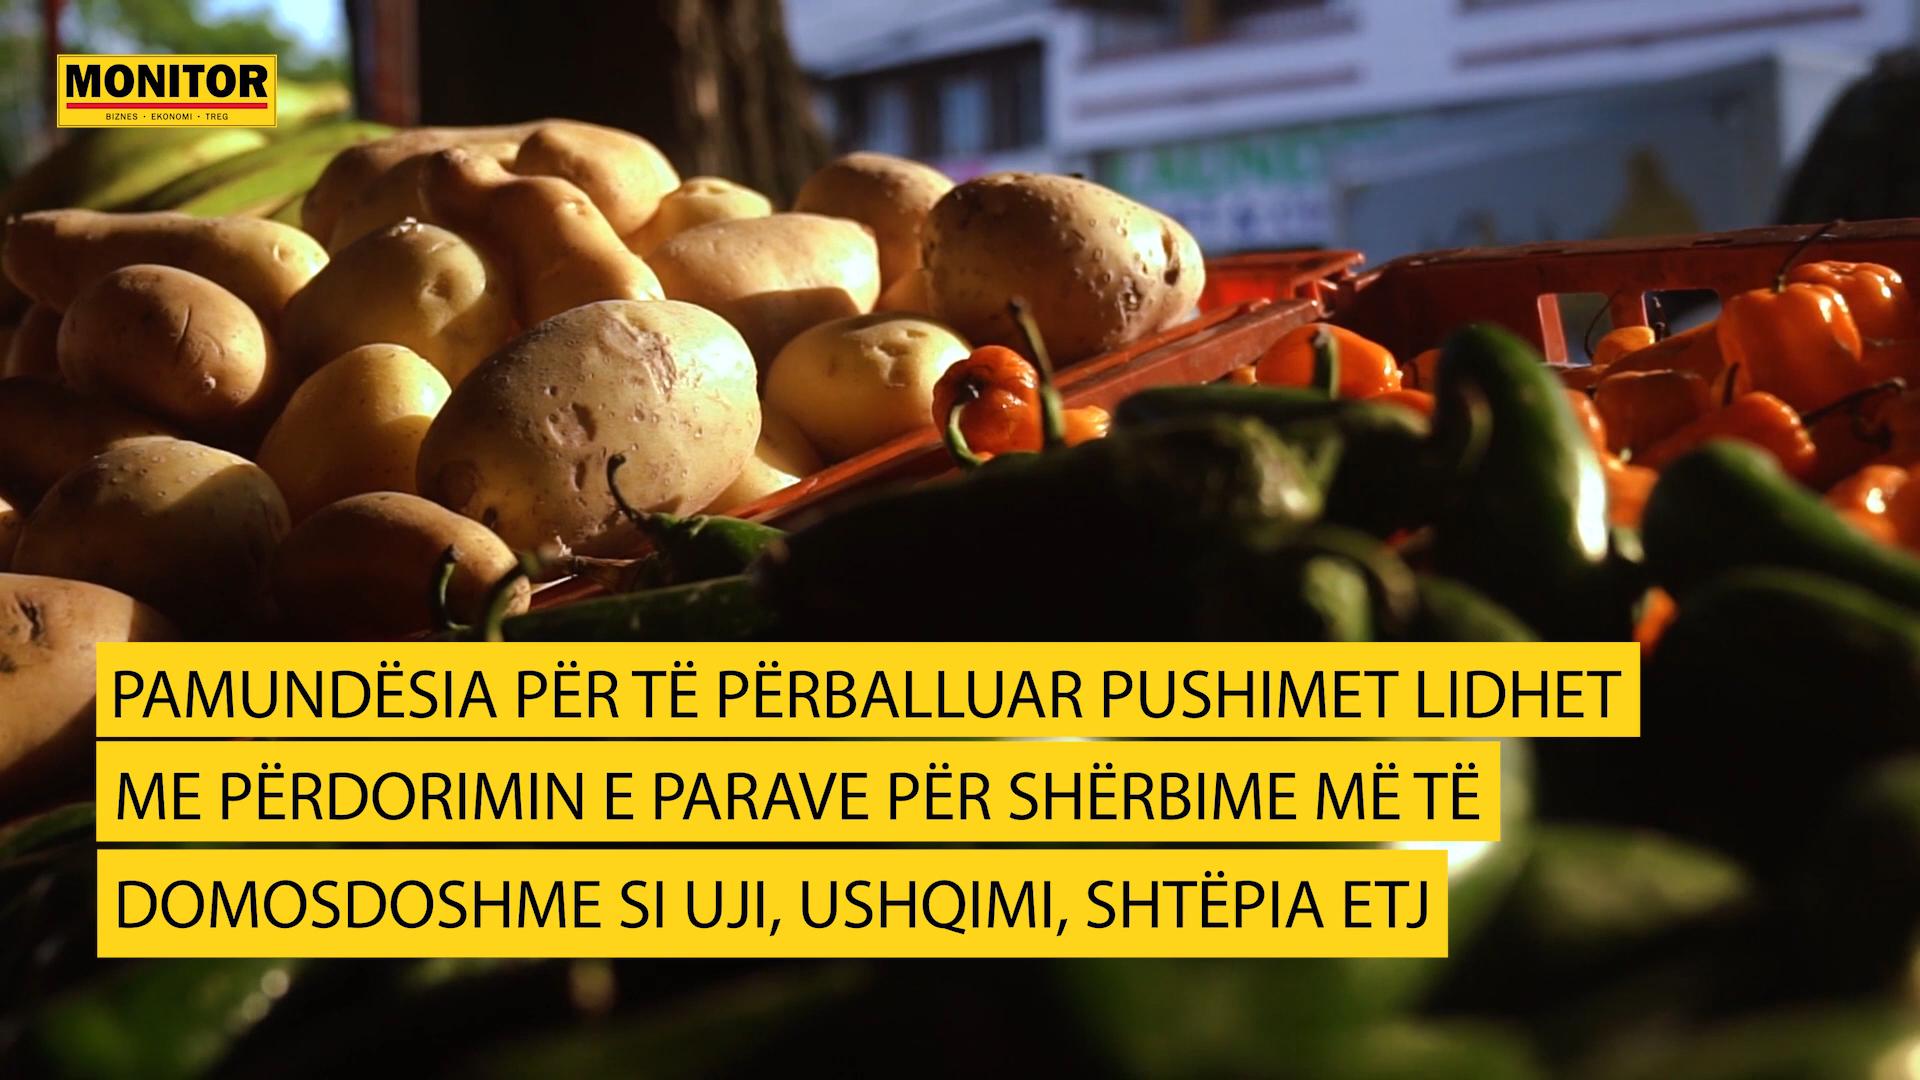 MONITOR
BIZNES · EKONOMI · TREG
PAMUNDËSIA PËR TË PËRBALLUAR PUSHIMET LIDHET
ME PËRDORIMIN E PARAVE PËR SHËRBIME MË TË
DOMOSDOSHME SI UJI, USHQIMI, SHTËPIA ETJ